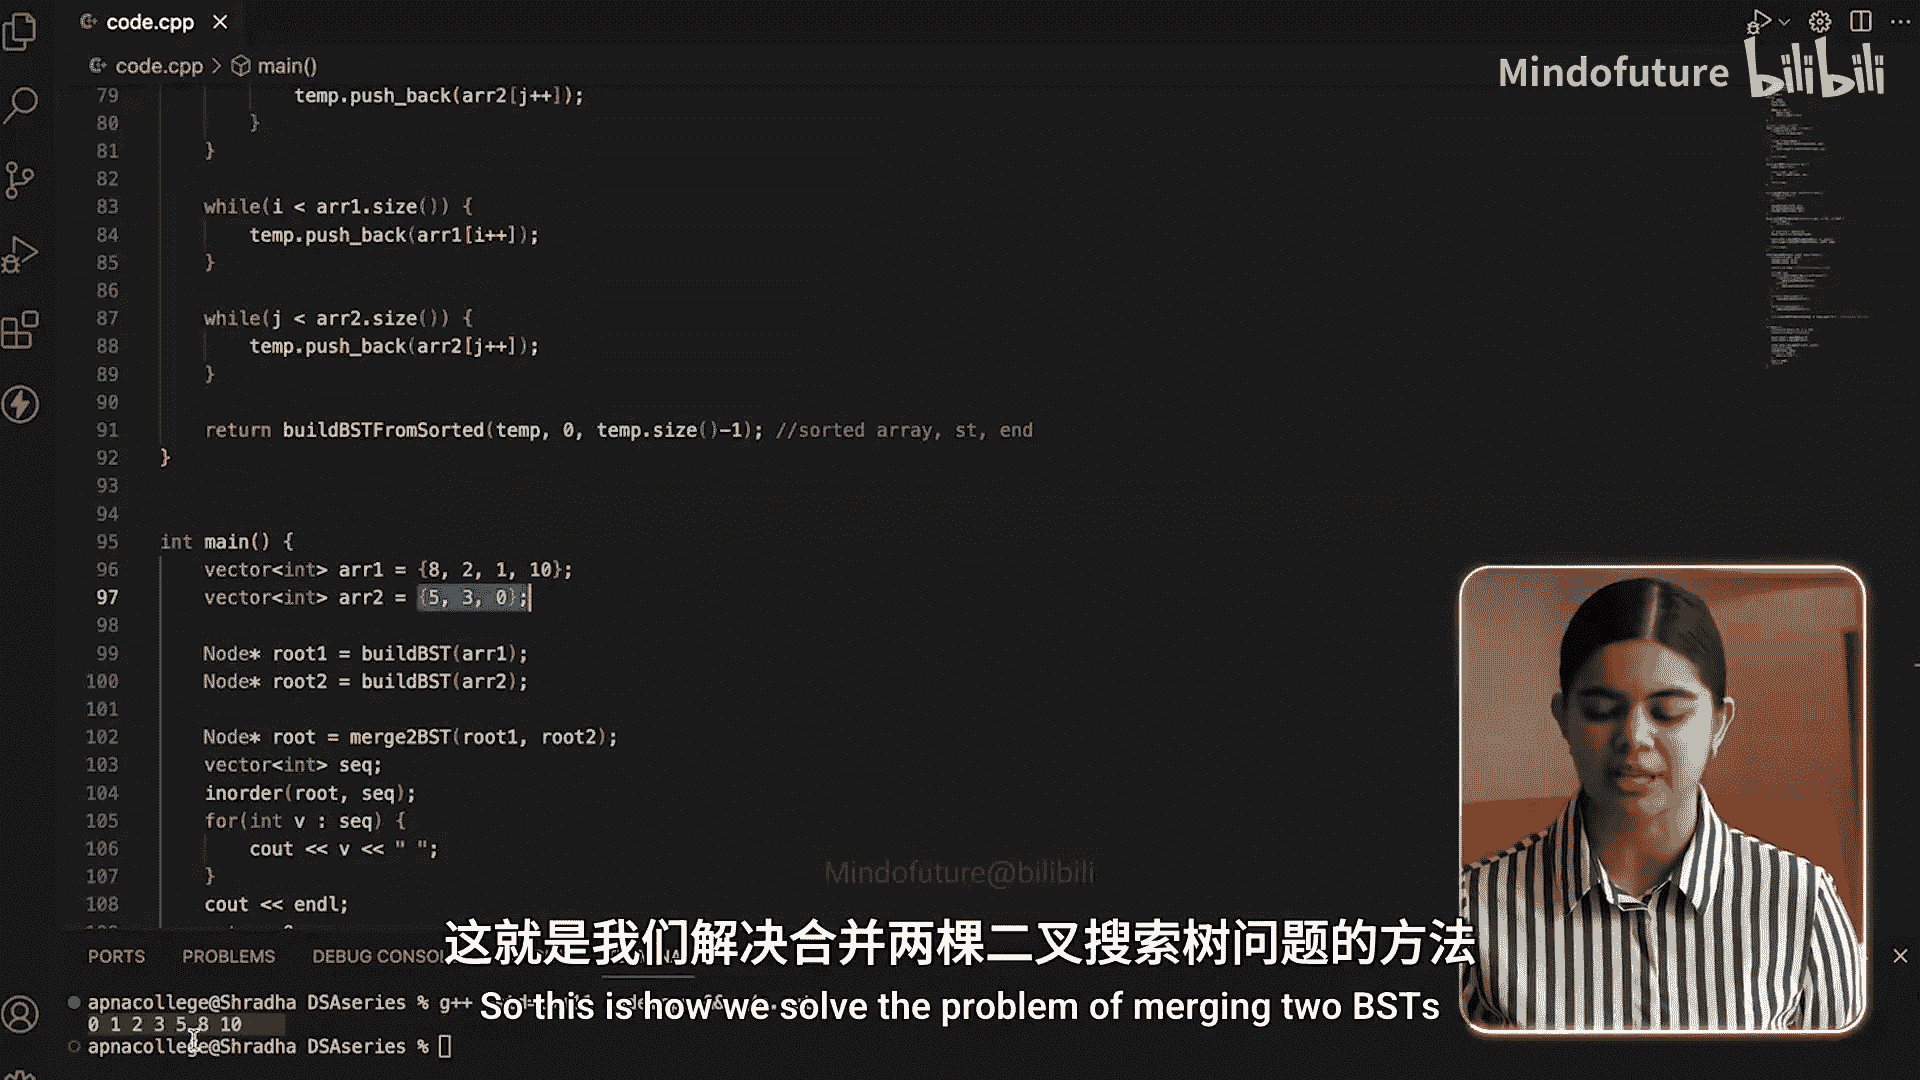 code.cpp
Mindofuture bilibili
code.cpp > main()
79 temp.push_back(arr2[j++]);
80 }
81 }
82
83 while(i < arr1.size()) {
84 temp.push_back(arr1[i++]);
85 }
86
87 while(j < arr2.size()) {
88 temp.push_back(arr2[j++]);
89 }
90
91 return buildBSTFromSorted(temp, 0, temp.size()-1); //sorted array, st, end
92 }
93
94
95 int main() {
96 vector<int> arr1 = {8, 2, 1, 10};
97 vector<int> arr2 = {5, 3, 0};
98
99 Node* root1 = buildBST(arr1);
100 Node* root2 = buildBST(arr2);
101
102 Node* root = merge2BST(root1, root2);
103 vector<int> seq;
104 inorder(root, seq);
105 for(int v : seq) {
106 cout << v << " ";
107 }
108 cout << endl;
Mindofuture@bilibili
这就是我们解决合并两棵二叉搜索树问题的方法
PORTS PROBLEMS DEBUG CONSOL
So this is how we solve the problem of merging two BSTs
apnacollege@Shradha DSAseries % g++
0 1 2 3 5 8 10
apnacollege@Shradha DSAseries %